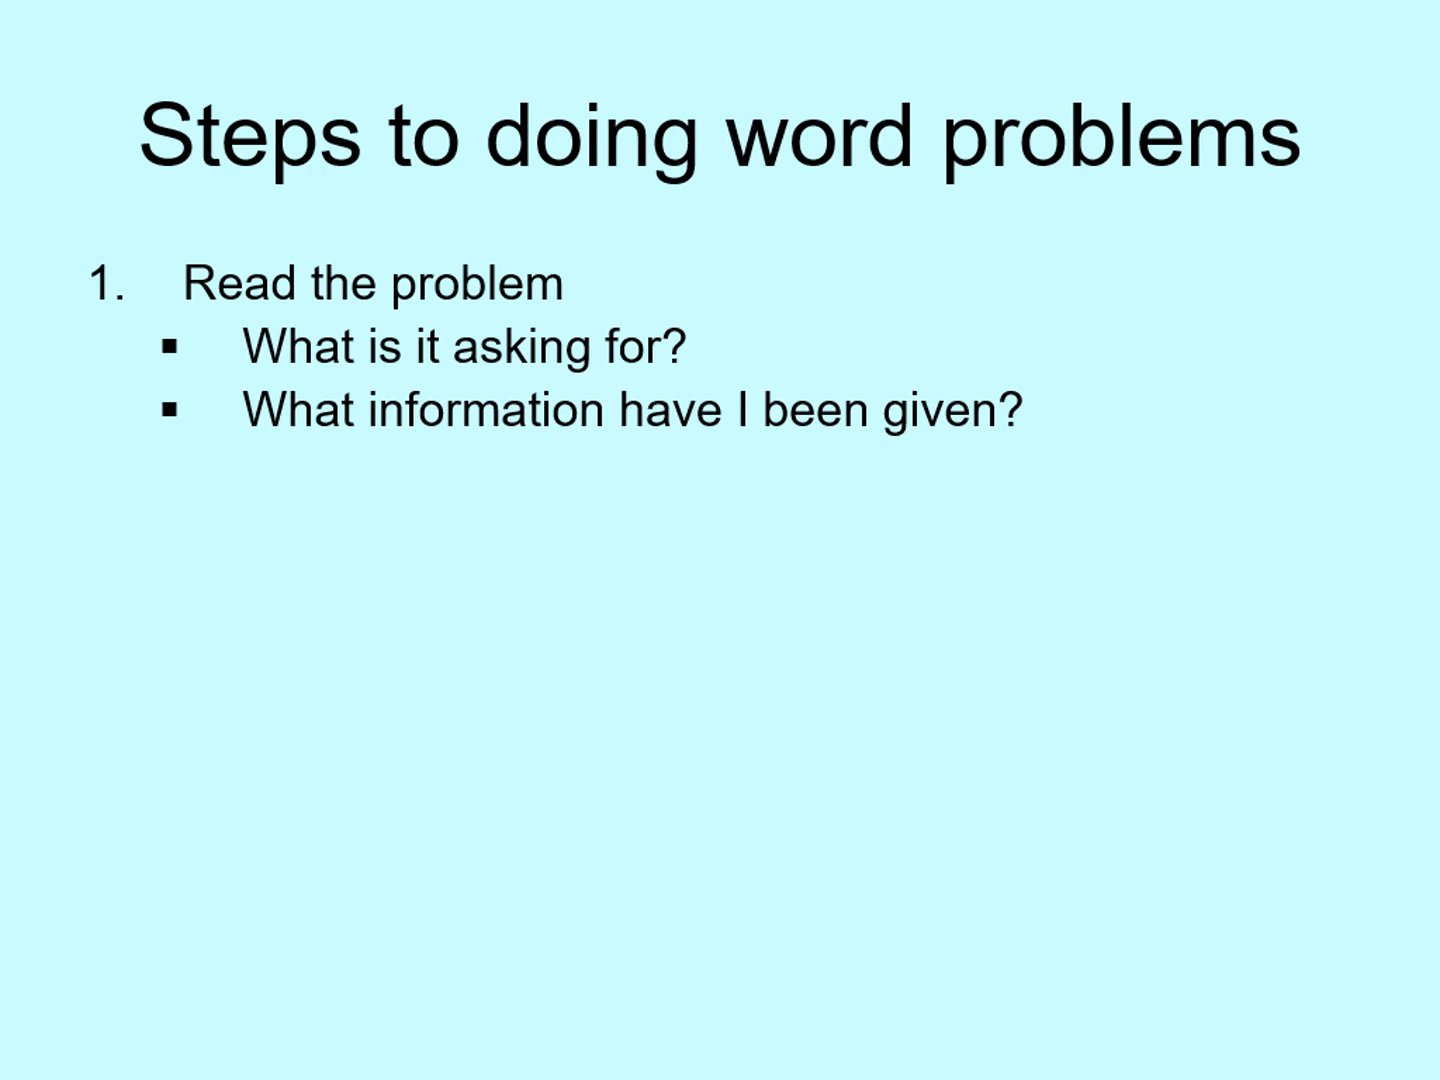 Steps to doing word problems
1. Read the problem
▪ What is it asking for?
▪ What information have I been given?